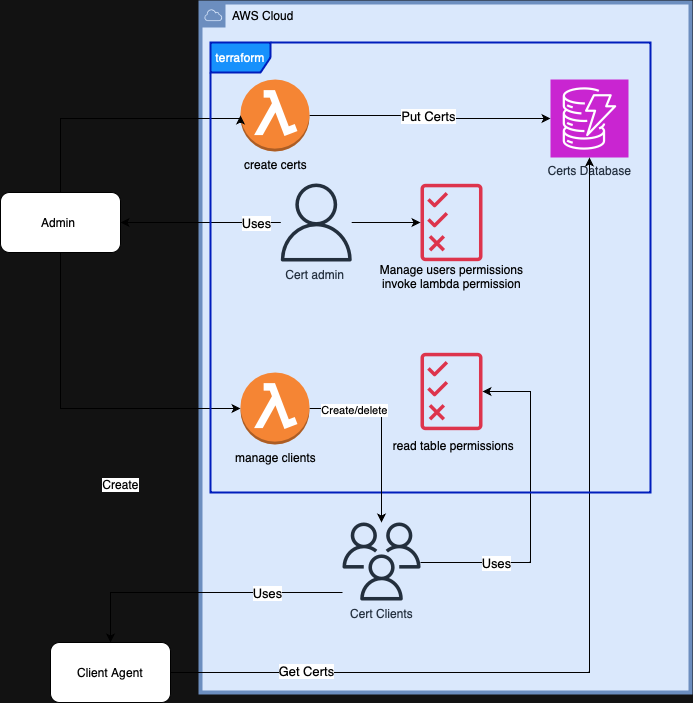 AWS Cloud
terraform
Put Certs
create certs
Certs Database
Admin
Uses
Cert admin
Manage users permissions
invoke lambda permission
Create/delete
manage clients
read table permissions
Create
Uses
Uses
Cert Clients
Client Agent
Get Certs